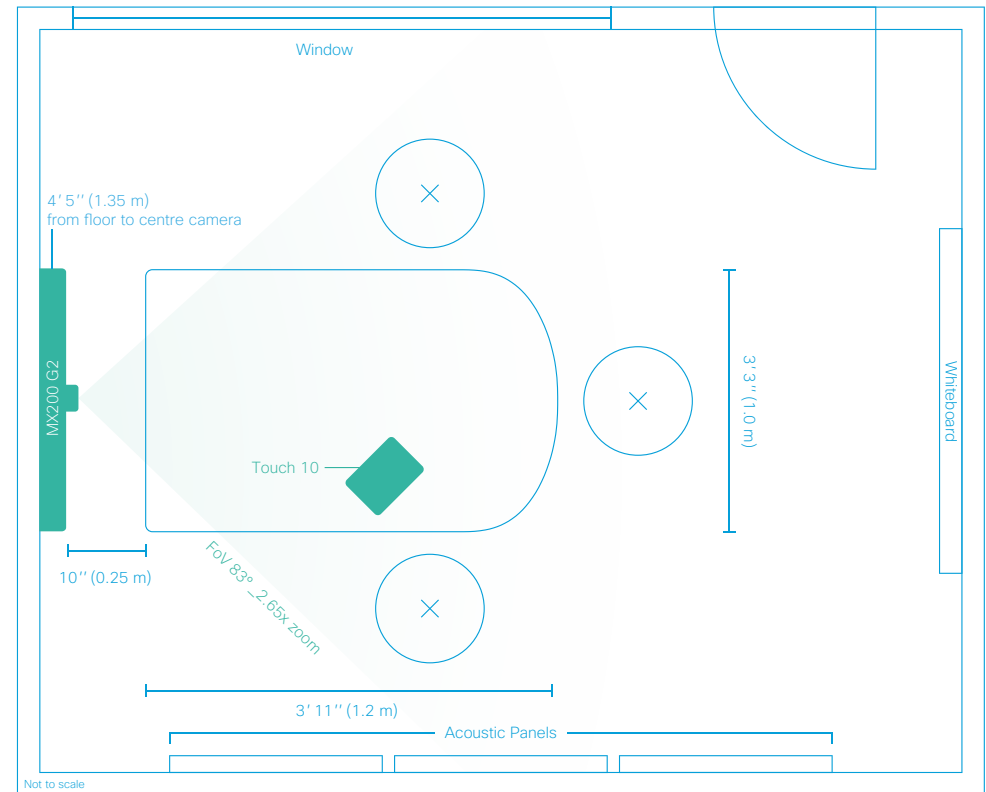 Window
4’ 5’’ (1.35 m)
from floor to centre camera
MX200 G2
3’ 3’’ (1.0 m)
Whiteboard
Touch 10
10’’ (0.25 m)
FoV 83°_2.65x zoom
3’ 11’’ (1.2 m)
Acoustic Panels
Not to scale